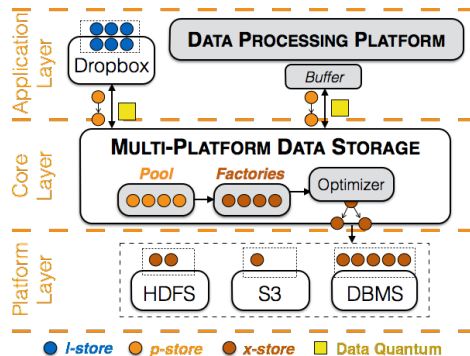 Application
Layer
Dropbox
DATA PROCESSING PLATFORM
Buffer
Core
Layer
MULTI-PLATFORM DATA STORAGE
Pool
Factories
Optimizer
Platform
Layer
HDFS
S3
DBMS
l-store
p-store
x-store
Data Quantum